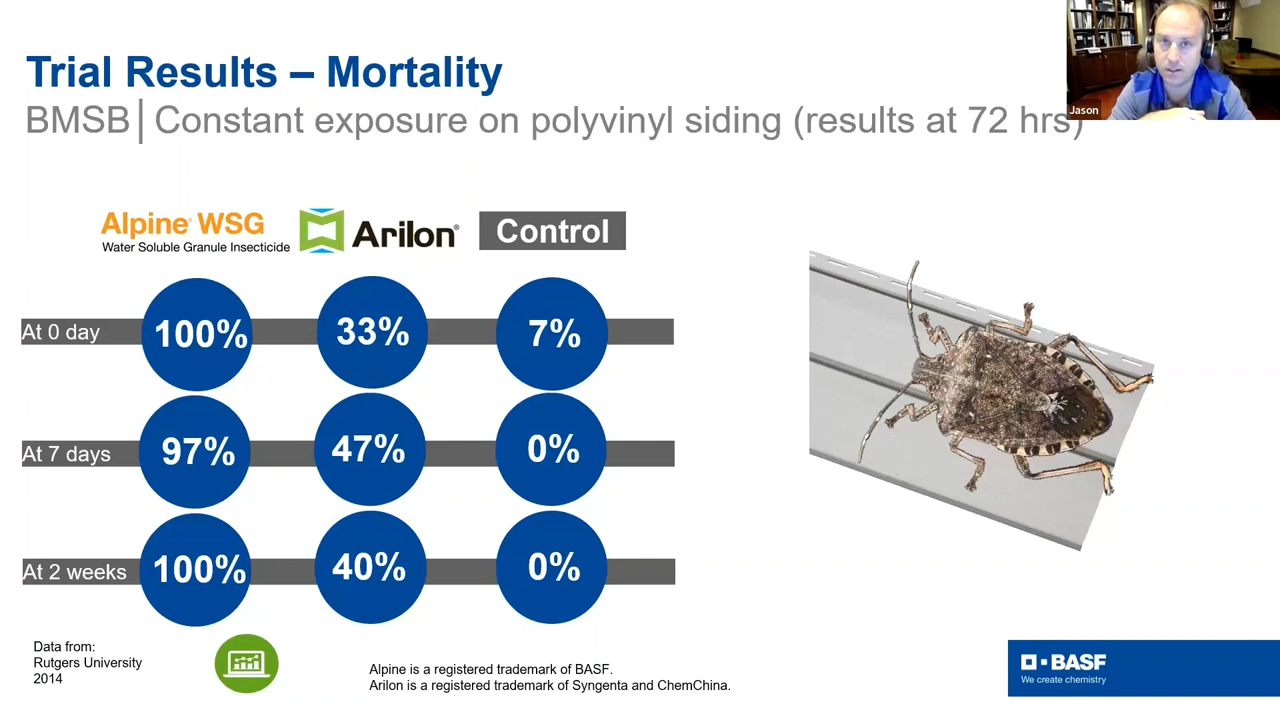 Trial Results – Mortality
BMSB│Constant exposure on polyvinyl siding (results at 72 hrs)
Jason
Alpine® WSG
Water Soluble Granule Insecticide
Arilon®
Control
At 0 day 100% 33% 7%
At 7 days 97% 47% 0%
At 2 weeks 100% 40% 0%
Data from:
Rutgers University
2014
Alpine is a registered trademark of BASF.
Arilon is a registered trademark of Syngenta and ChemChina.
BASF
We create chemistry